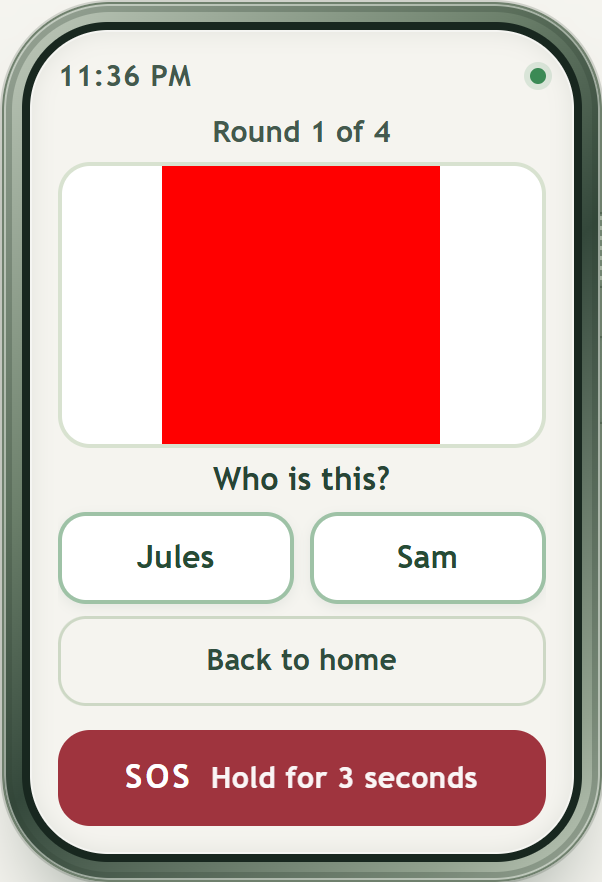 11:36 PM
Round 1 of 4
Who is this?
Jules
Sam
Back to home
SOS Hold for 3 seconds